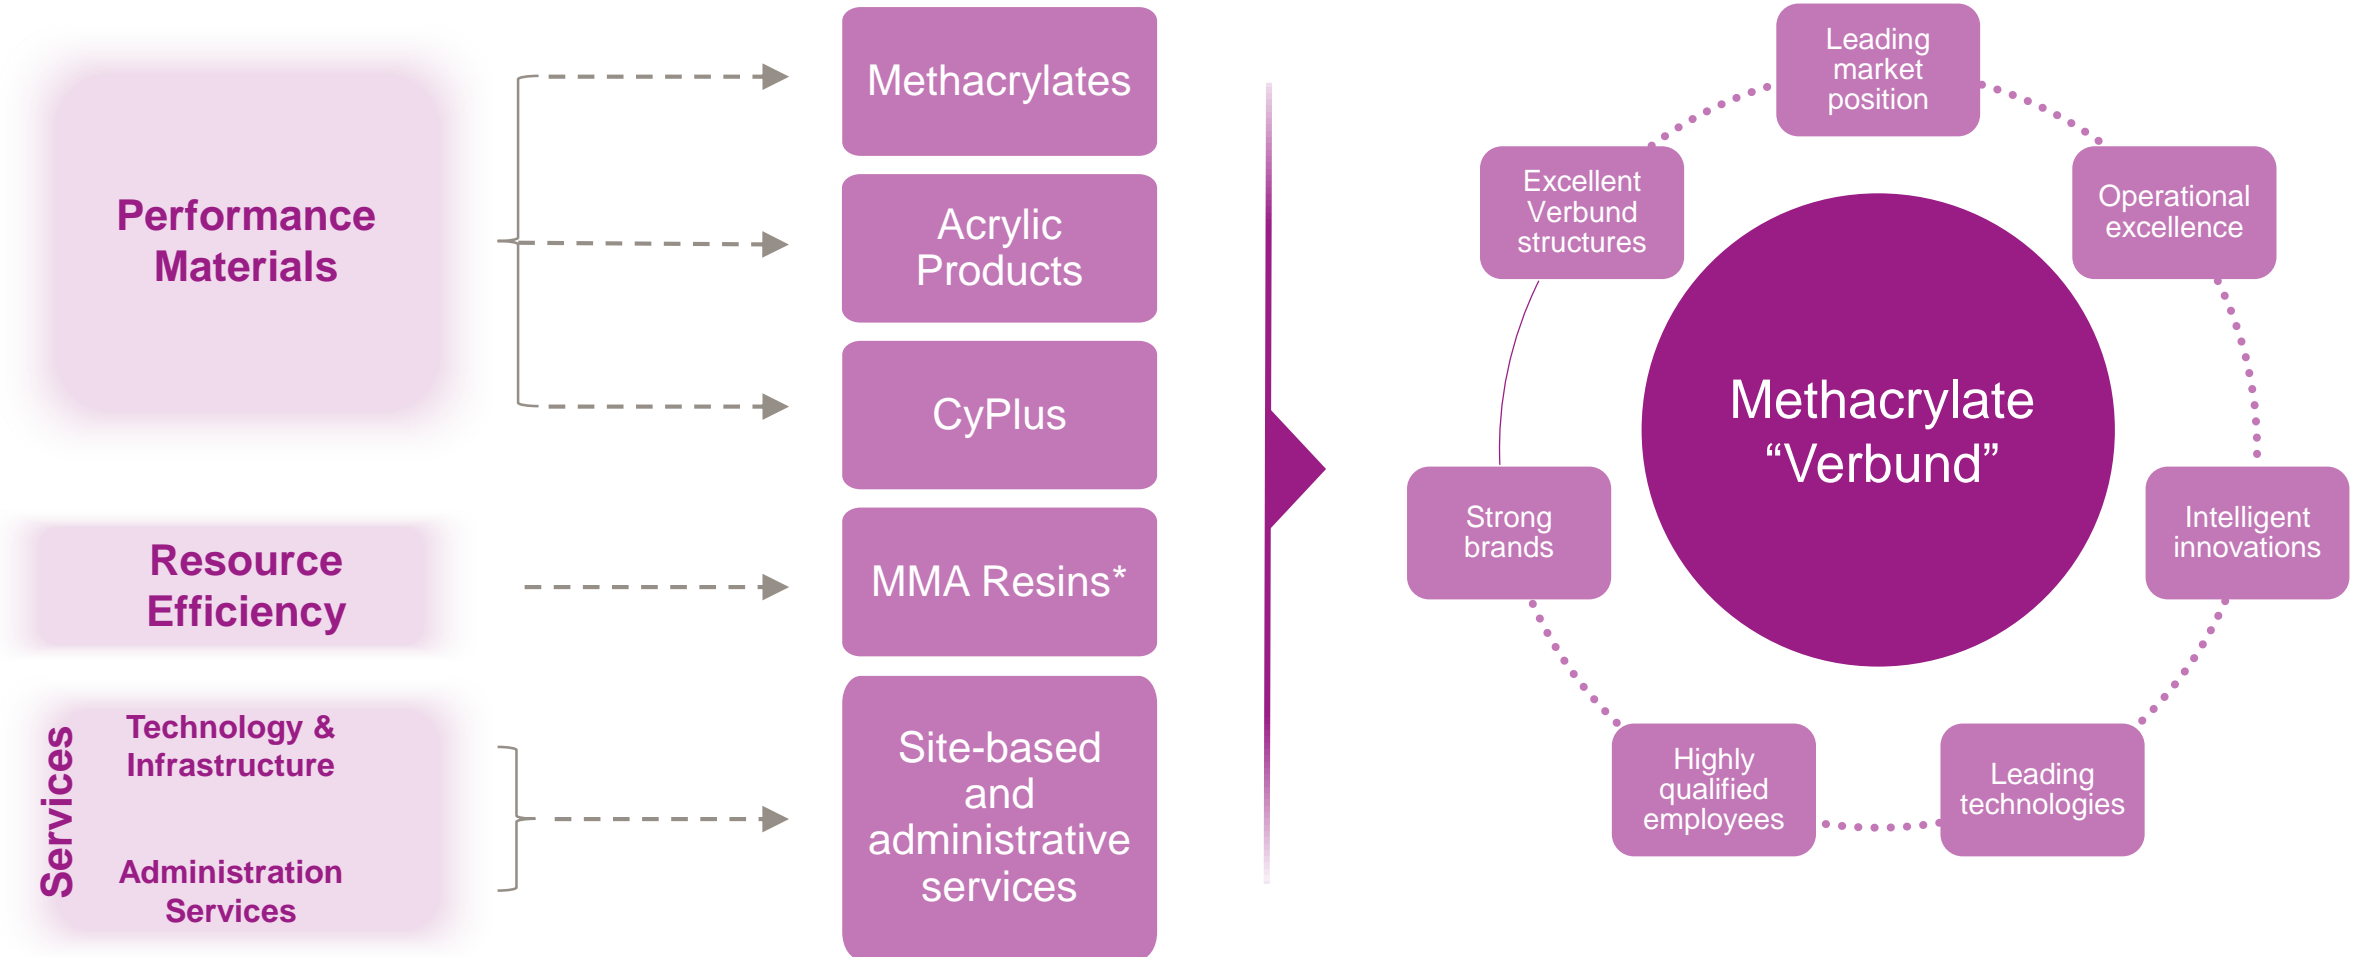 Performance
Materials
Resource
Efficiency
Services
Technology &
Infrastructure
Administration
Services
Methacrylates
Acrylic
Products
CyPlus
MMA Resins*
Site-based
and
administrative
services
Leading
market
position
Operational
excellence
Intelligent
innovations
Leading
technologies
Highly
qualified
employees
Strong
brands
Excellent
Verbund
structures
Methacrylate
“Verbund”